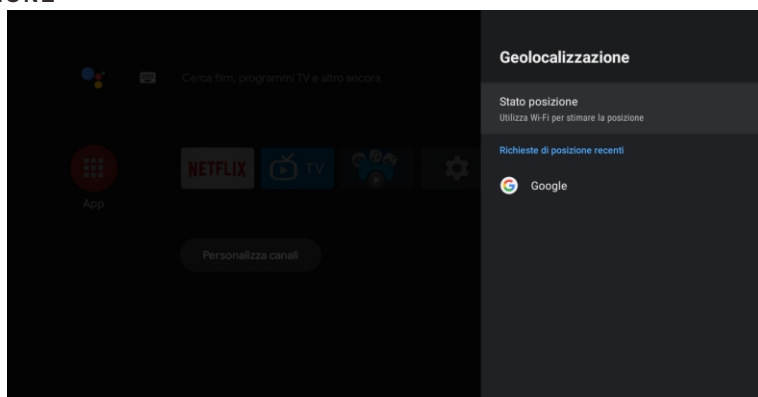 Geolocalizzazione
Cerca film, programmi TV e altro ancora
Stato posizione
Utilizza Wi-Fi per stimare la posizione
Richieste di posizione recenti
NETFLIX
TV
Google
App
Personalizza canali